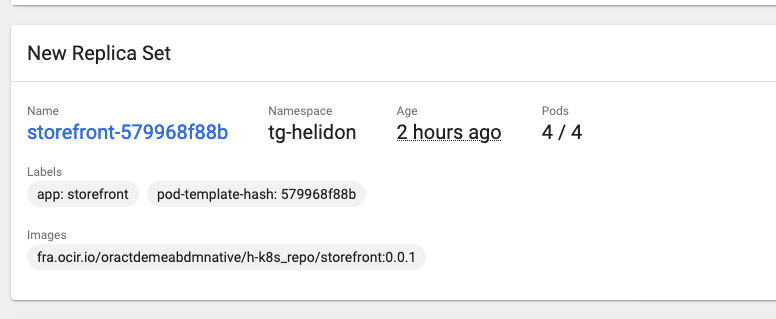 New Replica Set
Name Namespace Age Pods
storefront-579968f88b tg-helidon 2 hours ago 4 / 4
Labels
app: storefront pod-template-hash: 579968f88b
Images
fra.ocir.io/oractdemeabdmnative/h-k8s_repo/storefront:0.0.1